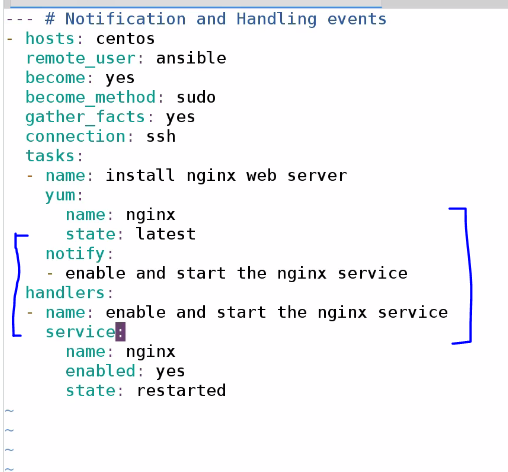 --- # Notification and Handling events
- hosts: centos
  remote_user: ansible
  become: yes
  become_method: sudo
  gather_facts: yes
  connection: ssh
  tasks:
  - name: install nginx web server
    yum:
      name: nginx
      state: latest
    notify:
    - enable and start the nginx service
  handlers:
  - name: enable and start the nginx service
    service:
      name: nginx
      enabled: yes
      state: restarted
~
~
~
~